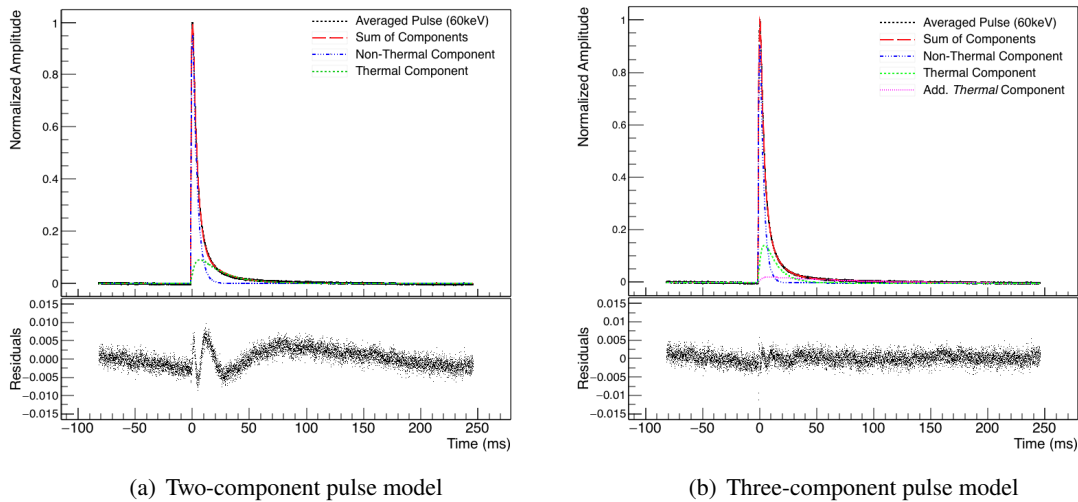 Normalized Amplitude
1
0.8
0.6
0.4
0.2
0
Averaged Pulse (60keV)
Sum of Components
Non-Thermal Component
Thermal Component
Residuals
0.015
0.010
0.005
0.000
−0.005
−0.010
−0.015
−100 −50 0 50 100 150 200 250
Time (ms)
(a) Two-component pulse model
Normalized Amplitude
1
0.8
0.6
0.4
0.2
0
Averaged Pulse (60keV)
Sum of Components
Non-Thermal Component
Thermal Component
Add. Thermal Component
Residuals
0.015
0.010
0.005
0
−0.005
−0.010
−0.015
−100 −50 0 50 100 150 200 250
Time (ms)
(b) Three-component pulse model